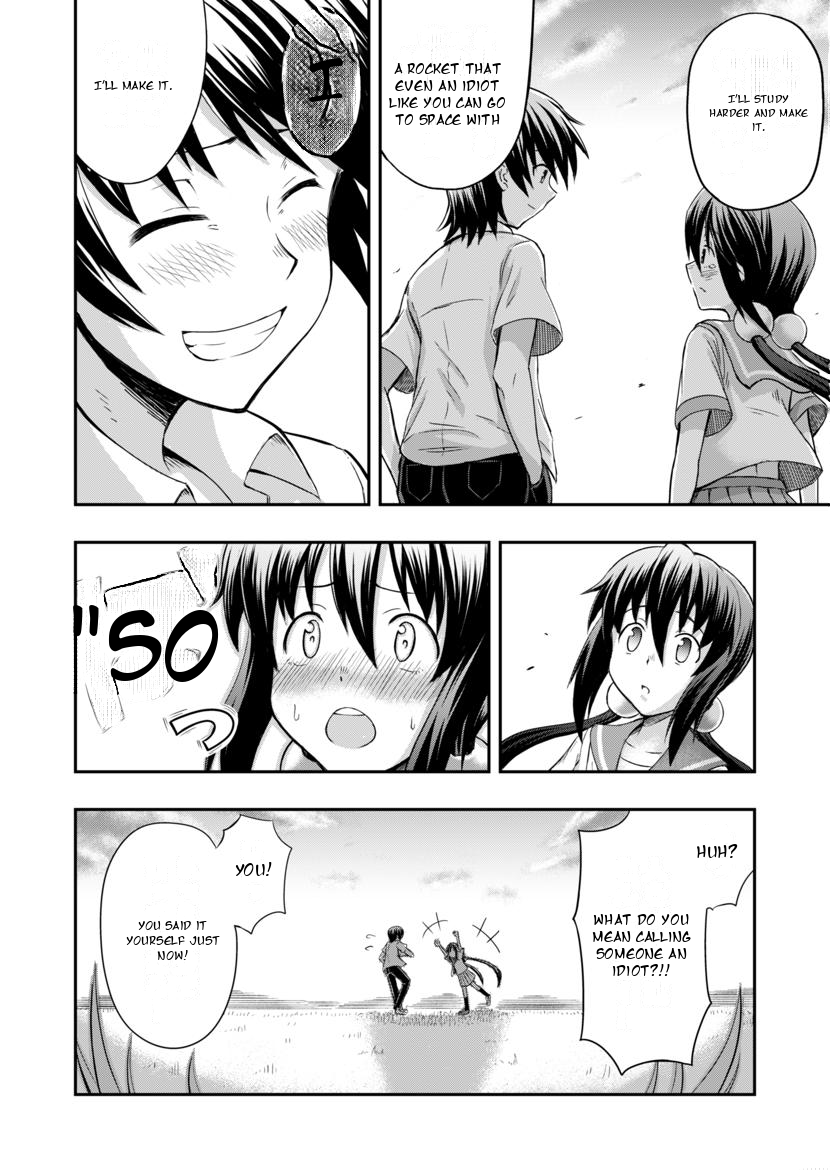 I'LL STUDY
HARDER AND MAKE
IT.
A ROCKET THAT
EVEN AN IDIOT
LIKE YOU CAN GO
TO SPACE WITH
I
I'LL MAKE IT.
"SO
っ
HUH?
WHAT DO YOU
MEAN CALLING
SOMEONE AN
IDIOT?!!
YOU!
YOU SAID IT
YOURSELF JUST
NOW!